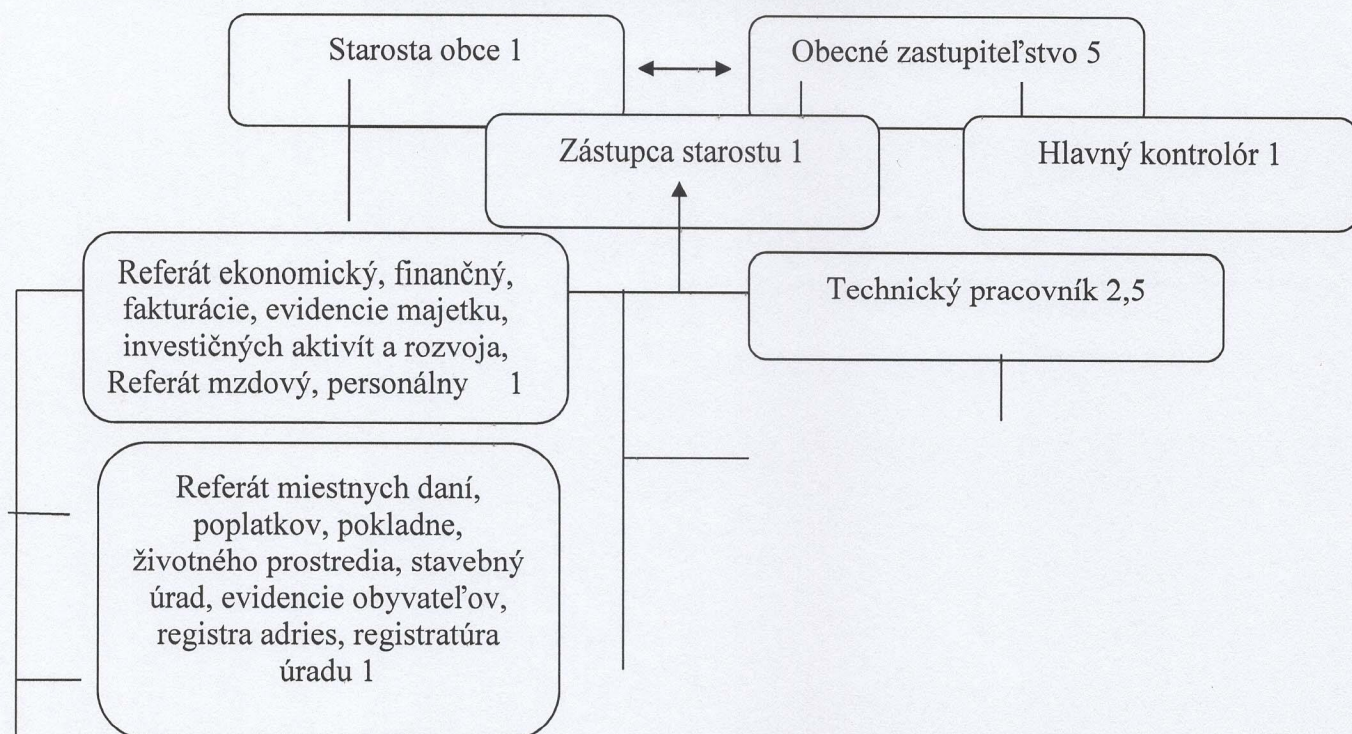 Starosta obce 1
Obecné zastupiteľstvo 5
Zástupca starostu 1
Hlavný kontrolór 1
Referát ekonomický, finančný,
fakturácie, evidencie majetku,
investičných aktivít a rozvoja,
Referát mzdový, personálny 1
Technický pracovník 2,5
Referát miestnych daní,
poplatkov, pokladne,
životného prostredia, stavebný
úrad, evidencie obyvateľov,
registra adries, registratúra
úradu 1